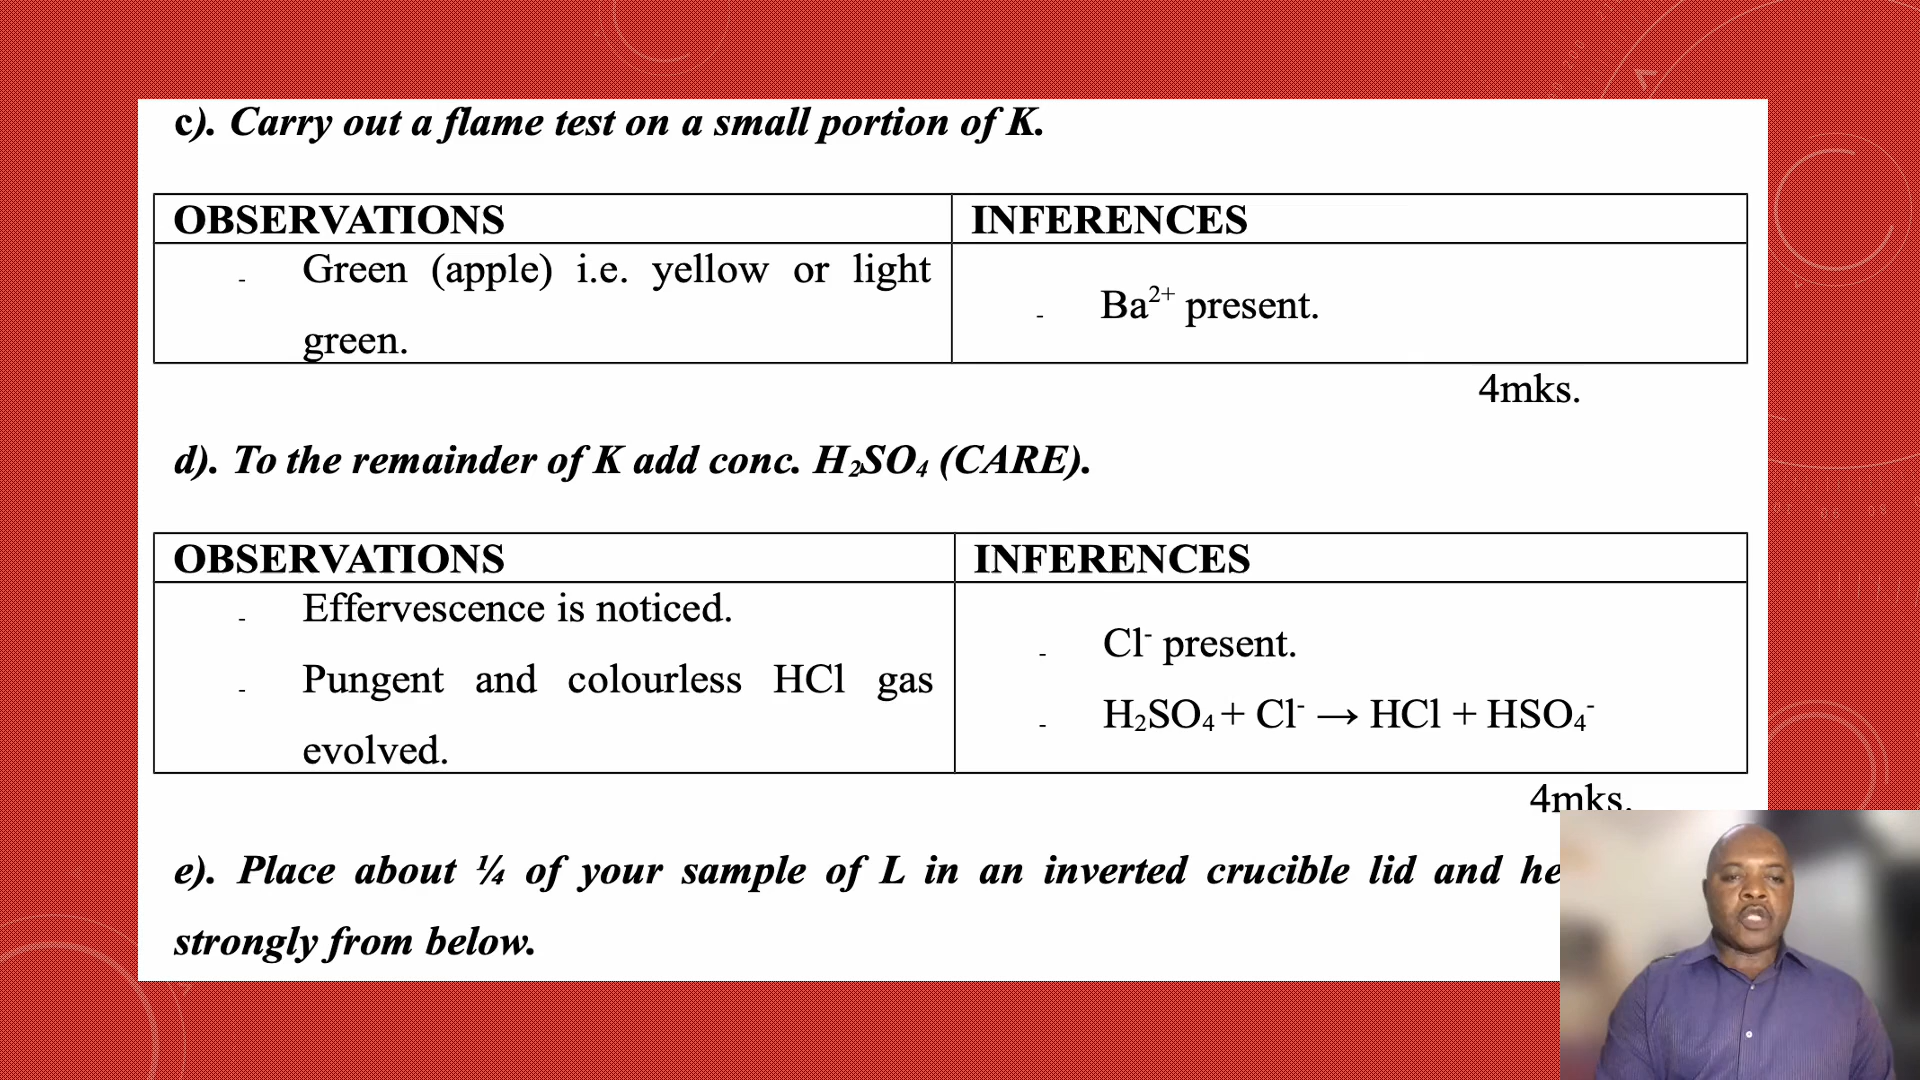 c). Carry out a flame test on a small portion of K.
OBSERVATIONS
INFERENCES
- Green (apple) i.e. yellow or light
green.
- Ba²⁺ present.
4mks.
d). To the remainder of K add conc. H₂SO₄ (CARE).
OBSERVATIONS
INFERENCES
- Effervescence is noticed.
- Pungent and colourless HCl gas
evolved.
- Cl⁻ present.
- H₂SO₄ + Cl⁻ → HCl + HSO₄⁻
4mks.
e). Place about ¼ of your sample of L in an inverted crucible lid and he
strongly from below.